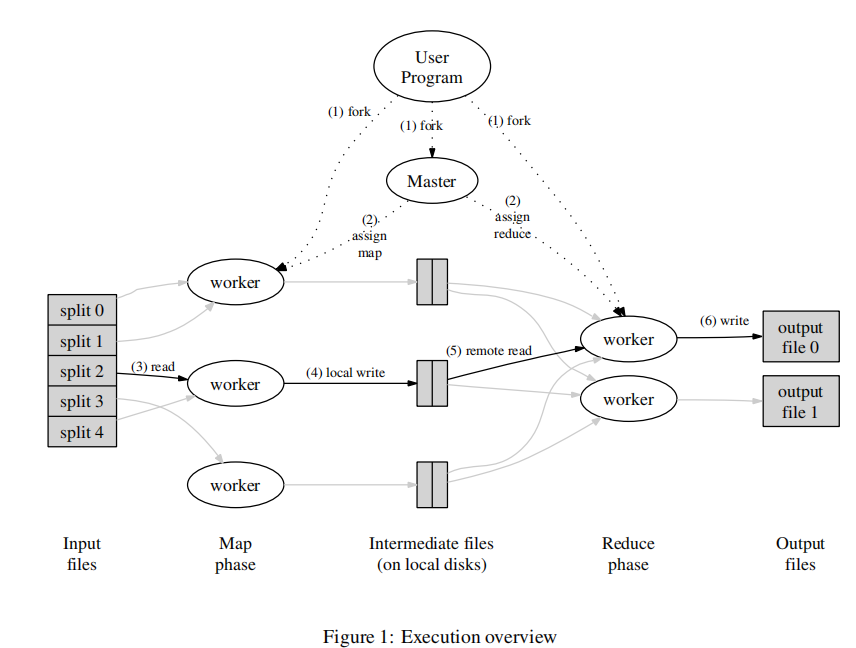 User
Program
(1) fork
(1) fork
(1) fork
Master
(2)
assign
map
(2)
assign
reduce
worker
split 0
split 1
split 2
split 3
split 4
(3) read
worker
(4) local write
(5) remote read
worker
(6) write
output
file 0
worker
output
file 1
worker
Input
files
Map
phase
Intermediate files
(on local disks)
Reduce
phase
Output
files
Figure 1: Execution overview